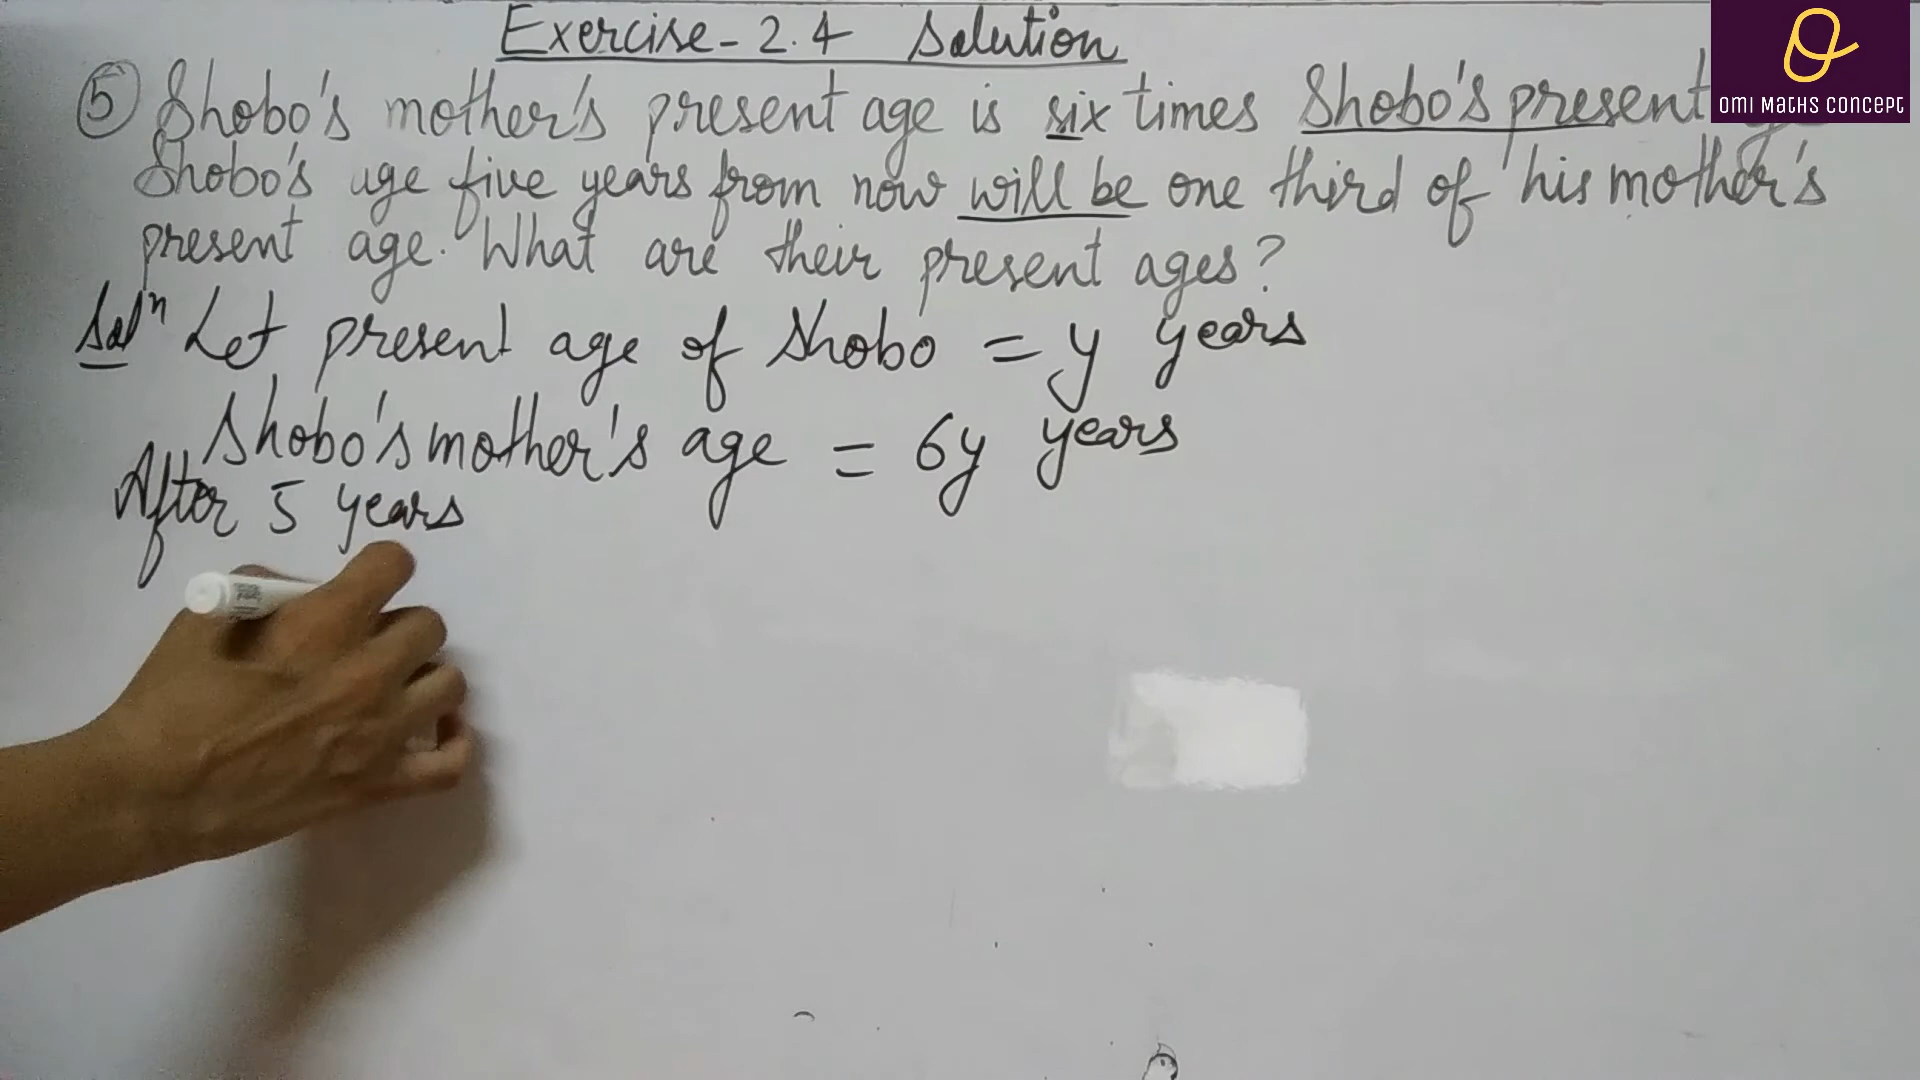 Exercise-2.4 Solution
OMI MATHS CONCEPT
5 Shobo's mother's present age is six times Shobo's present
Shobo's age five years from now will be one third of his mother's
present age. What are their present ages?
Solⁿ Let present age of Shobo = y years
Shobo's mother's age = 6y years
After 5 years